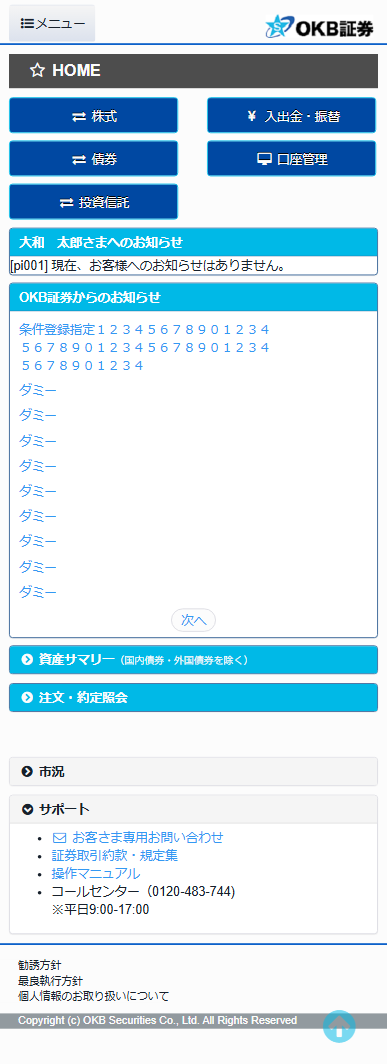 メニュー
OKB証券
HOME
株式
¥ 入出金・振替
債券
口座管理
投資信託
大和　太郎さまへのお知らせ
[pi001] 現在、お客様へのお知らせはありません。
OKB証券からのお知らせ
条件登録指定１２３４５６７８９０１２３４
５６７８９０１２３４５６７８９０１２３４
５６７８９０１２３４
ダミー
ダミー
ダミー
ダミー
ダミー
ダミー
ダミー
ダミー
ダミー
次へ
資産サマリー（国内債券・外国債券を除く）
注文・約定照会
市況
サポート
お客さま専用お問い合わせ
証券取引約款・規定集
操作マニュアル
コールセンター（0120-483-744)
※平日9:00-17:00
勧誘方針
最良執行方針
個人情報のお取り扱いについて
Copyright (c) OKB Securities Co., Ltd. All Rights Reserved